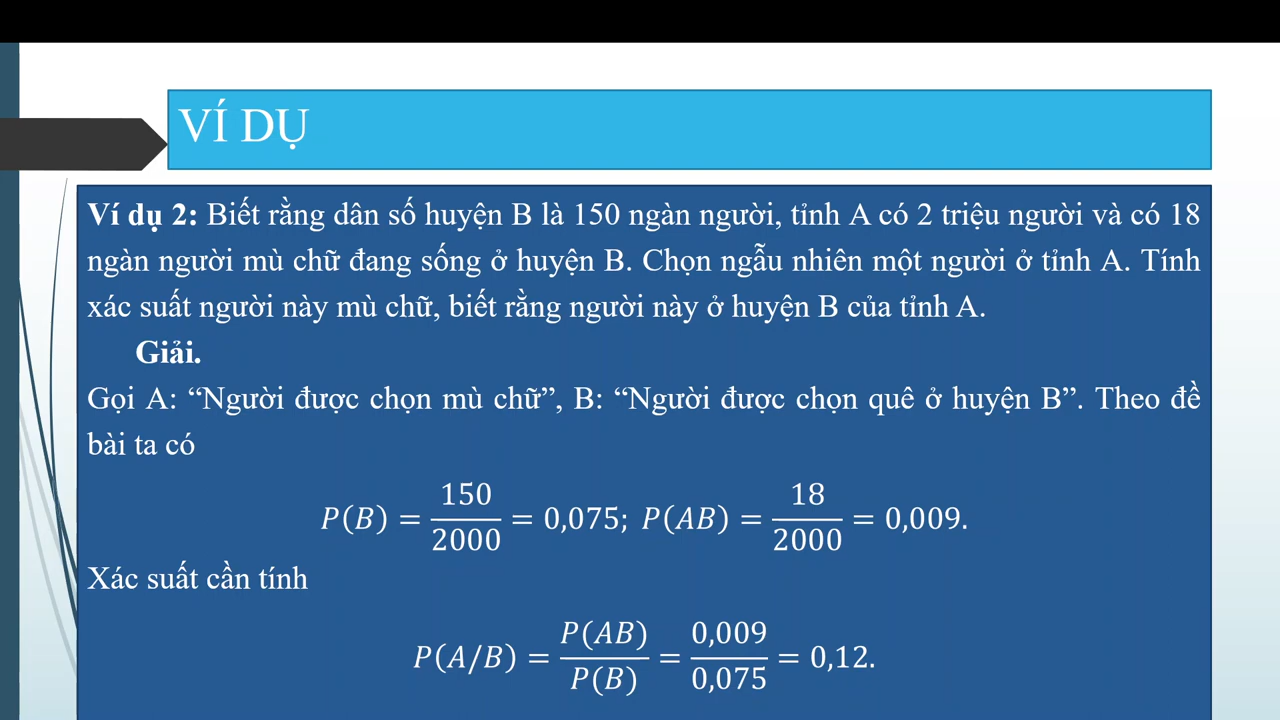 VÍ DỤ
Ví dụ 2: Biết rằng dân số huyện B là 150 ngàn người, tỉnh A có 2 triệu người và có 18
ngàn người mù chữ đang sống ở huyện B. Chọn ngẫu nhiên một người ở tỉnh A. Tính
xác suất người này mù chữ, biết rằng người này ở huyện B của tỉnh A.
Giải.
Gọi A: “Người được chọn mù chữ”, B: “Người được chọn quê ở huyện B”. Theo đề
bài ta có
P(B) = 150/2000 = 0,075; P(AB) = 18/2000 = 0,009.
Xác suất cần tính
P(A/B) = P(AB)/P(B) = 0,009/0,075 = 0,12.